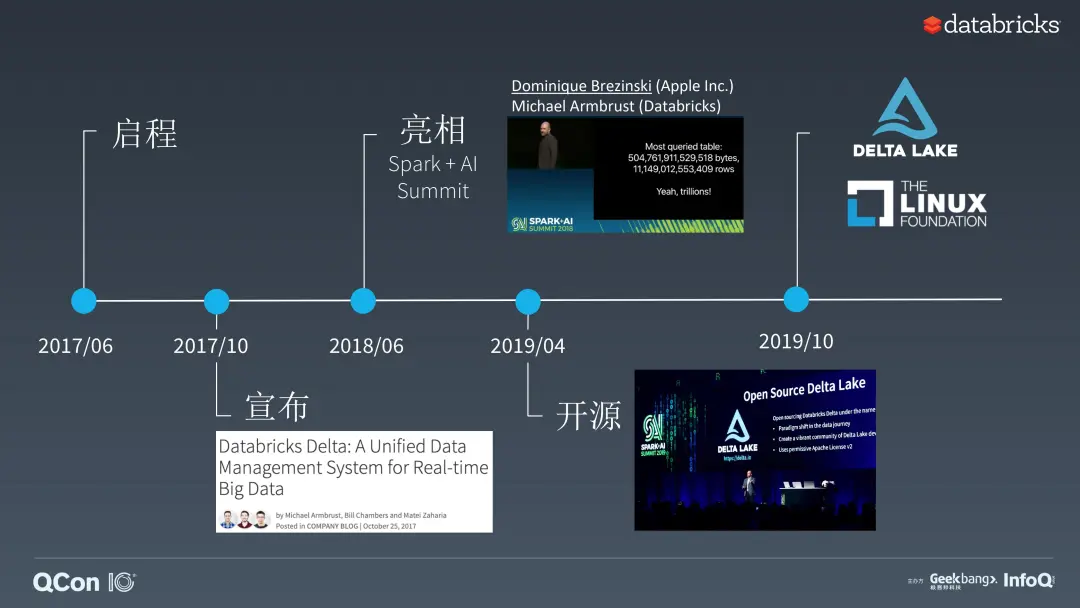 databricks
启程
亮相
Spark + AI
Summit
Dominique Brezinski (Apple Inc.)
Michael Armbrust (Databricks)
Most queried table:
504,761,911,529,518 bytes,
11,149,012,553,409 rows
Yeah, trillions!
SPARK+AI
SUMMIT 2018
DELTA LAKE
THE
LINUX
FOUNDATION
2017/06
2017/10
2018/06
2019/04
2019/10
宣布
Databricks Delta: A Unified Data
Management System for Real-time
Big Data
by Michael Armbrust, Bill Chambers and Matei Zaharia
Posted in COMPANY BLOG | October 25, 2017
开源
Open Source Delta Lake
SPARK+AI
SUMMIT 2019
DELTA LAKE
https://delta.io
Open sourcing Databricks Delta under the name
• Paradigm shift in the data journey
• Create a vibrant community of Delta Lake dev
• Uses permissive Apache License v2
QCon 10
主办方
Geekbang
极客邦科技
InfoQ